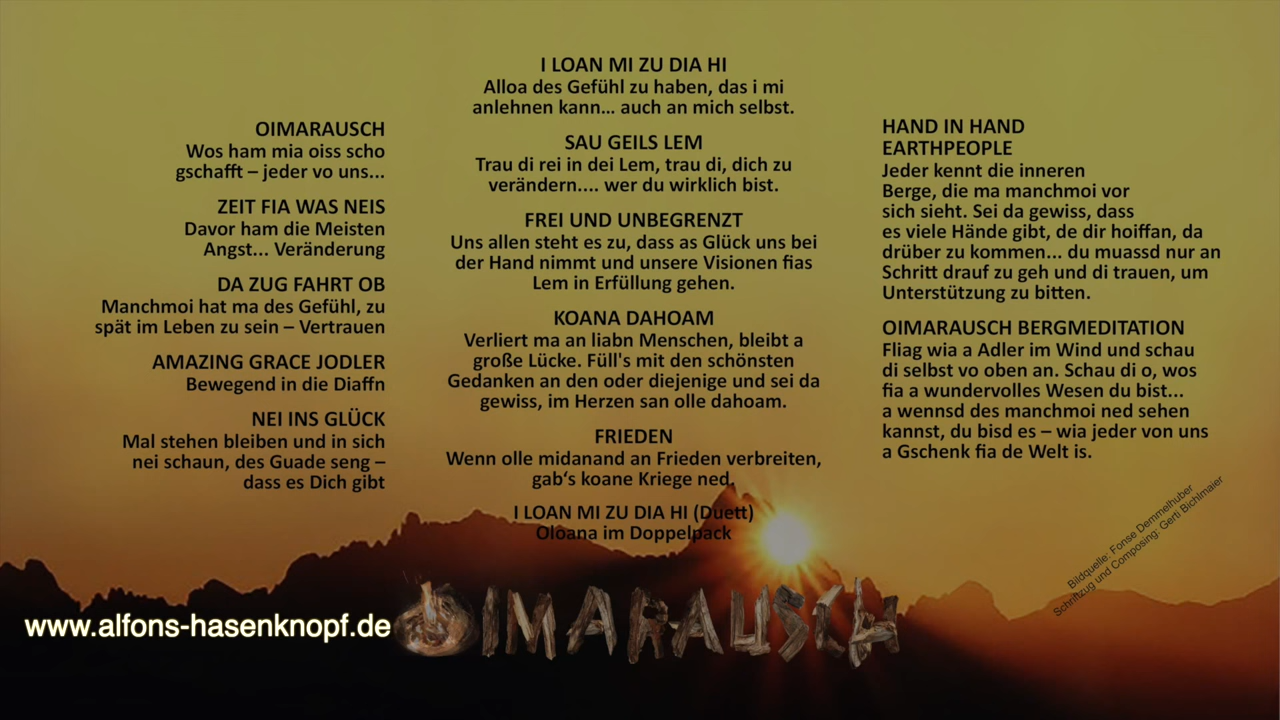 OIMARAUSCH
Wos ham mia oiss scho
gschafft – jeder vo uns...
ZEIT FIA WAS NEIS
Davor ham die Meisten
Angst... Veränderung
DA ZUG FAHRT OB
Manchmoi hat ma des Gefühl, zu
spät im Leben zu sein – Vertrauen
AMAZING GRACE JODLER
Bewegend in die Diaffn
NEI INS GLÜCK
Mal stehen bleiben und in sich
nei schaun, des Guade seng –
dass es Dich gibt
I LOAN MI ZU DIA HI
Alloa des Gefühl zu haben, das i mi
anlehnen kann... auch an mich selbst.
SAU GEILS LEM
Trau di rei in dei Lem, trau di, dich zu
verändern.... wer du wirklich bist.
FREI UND UNBEGRENZT
Uns allen steht es zu, dass as Glück uns bei
der Hand nimmt und unsere Visionen fias
Lem in Erfüllung gehen.
KOANA DAHOAM
Verliert ma an liabn Menschen, bleibt a
große Lücke. Füll's mit den schönsten
Gedanken an den oder diejenige und sei da
gewiss, im Herzen san olle dahoam.
FRIEDEN
Wenn olle midanand an Frieden verbreiten,
gab‘s koane Kriege ned.
I LOAN MI ZU DIA HI (Duett)
Oloana im Doppelpack
HAND IN HAND
EARTHPEOPLE
Jeder kennt die inneren
Berge, die ma manchmoi vor
sich sieht. Sei da gewiss, dass
es viele Hände gibt, de dir hoiffan, da
drüber zu kommen... du muassd nur an
Schritt drauf zu geh und di trauen, um
Unterstützung zu bitten.
OIMARAUSCH BERGMEDITATION
Fliag wia a Adler im Wind und schau
di selbst vo oben an. Schau di o, wos
fia a wundervolles Wesen du bist...
a wennsd des manchmoi ned sehen
kannst, du bisd es – wia jeder von uns
a Gschenk fia de Welt is.
Bildquelle: Fonse Demmelhuber
Schriftzug und Composing: Gerti Bichlmaier
www.alfons-hasenknopf.de
OIMARAUSCH